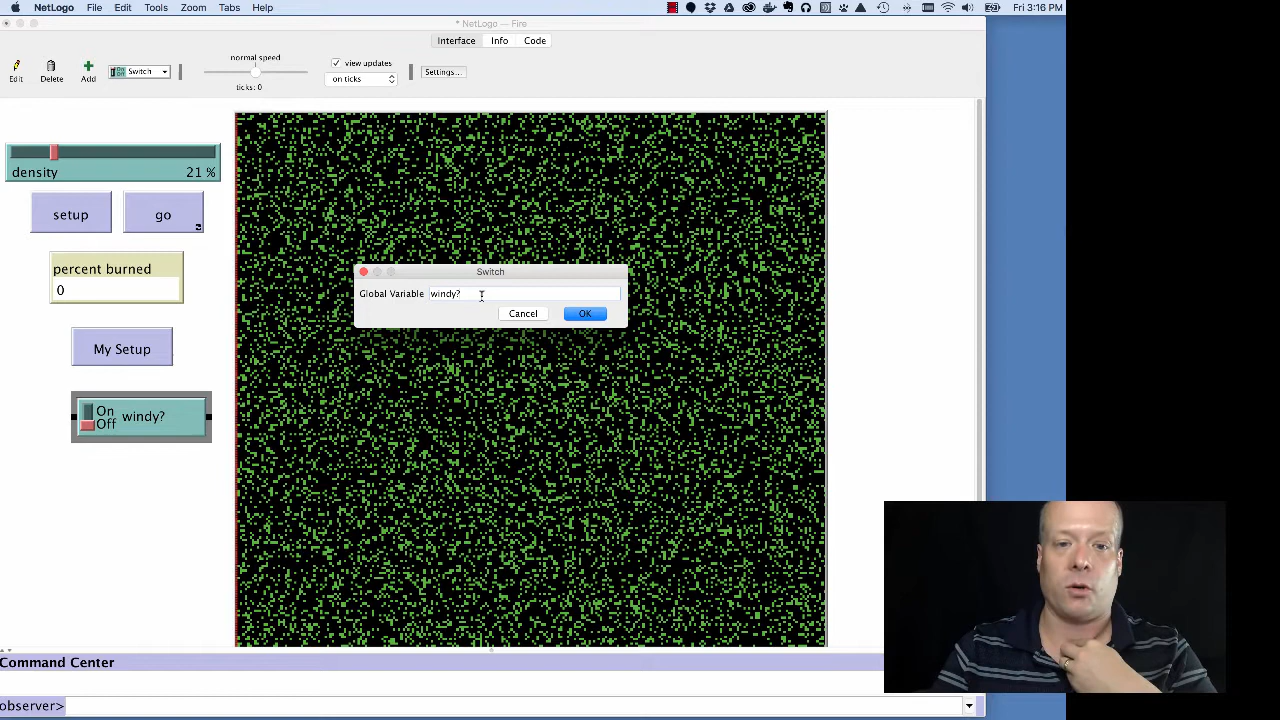 NetLogo File Edit Tools Zoom Tabs Help Fri 3:16 PM
* NetLogo — Fire
Interface Info Code
Edit Delete Add Switch
normal speed
ticks: 0
view updates
on ticks
Settings...
density 21 %
setup go
percent burned
0
My Setup
On
Off
windy?
Switch
Global Variable windy?
Cancel OK
Command Center
observer>